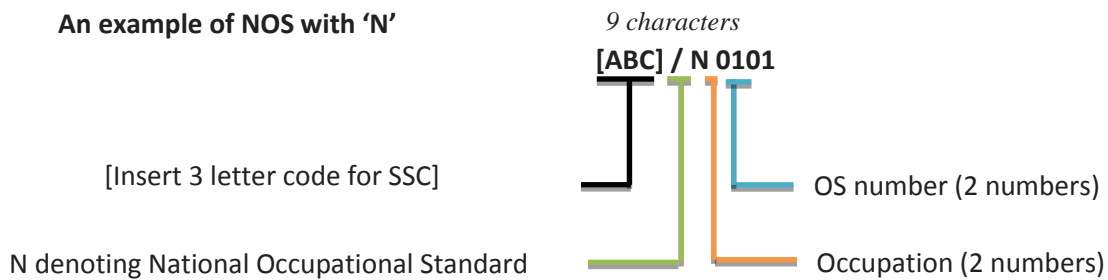 An example of NOS with ‘N’
9 characters
[ABC] / N 0101
[Insert 3 letter code for SSC]
OS number (2 numbers)
N denoting National Occupational Standard
Occupation (2 numbers)